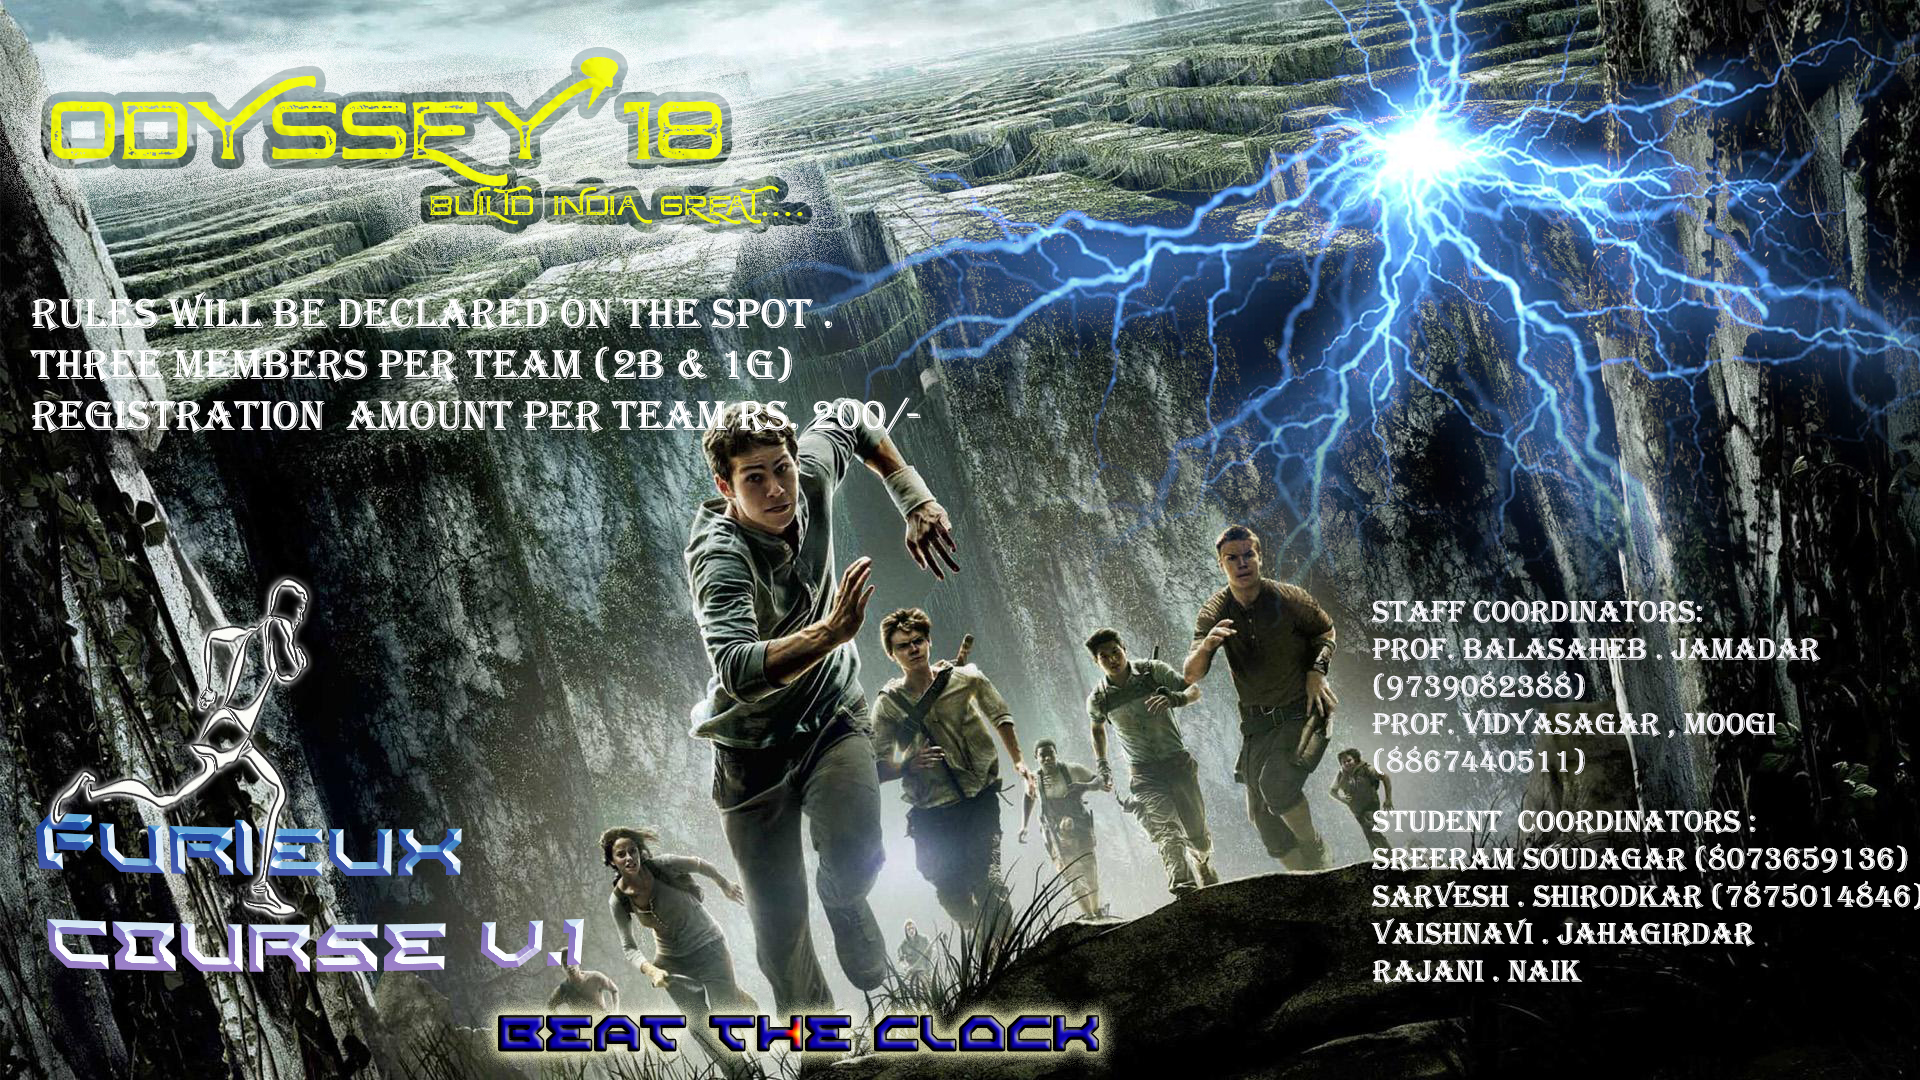 ODYSSEY'18
BUILD INDIA GREAT....
RULES WILL BE DECLARED ON THE SPOT .
THREE MEMBERS PER TEAM (2B & 1G)
REGISTRATION AMOUNT PER TEAM RS. 200/-
STAFF COORDINATORS:
PROF. BALASAHEB . JAMADAR
(9739082388)
PROF. VIDYASAGAR , MOOGI
(8867440511)
STUDENT COORDINATORS :
SREERAM SOUDAGAR (8073659136)
SARVESH . SHIRODKAR (7875014846)
VAISHNAVI . JAHAGIRDAR
RAJANI . NAIK
FURIEUX
COURSE V.1
BEAT THE CLOCK